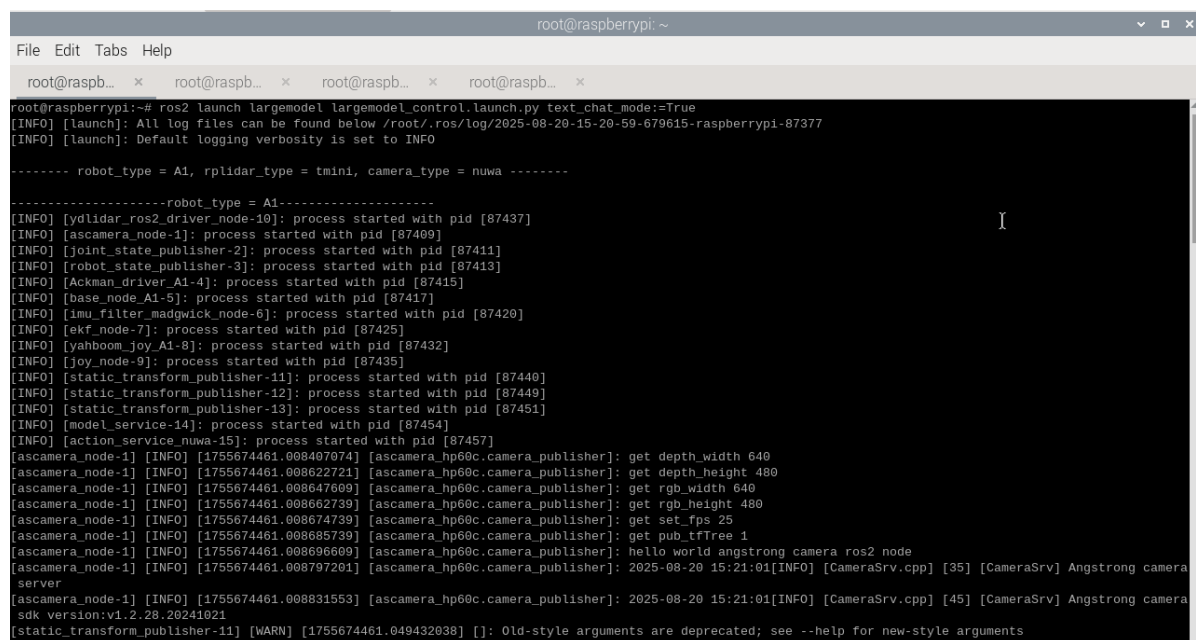 root@raspberrypi: ~
File Edit Tabs Help
root@raspb... × root@raspb... × root@raspb... × root@raspb... ×
root@raspberrypi:~# ros2 launch largemodel largemodel_control.launch.py text_chat_mode:=True
[INFO] [launch]: All log files can be found below /root/.ros/log/2025-08-20-15-20-59-679615-raspberrypi-87377
[INFO] [launch]: Default logging verbosity is set to INFO
-------- robot_type = A1, rplidar_type = tmini, camera_type = nuwa --------
---------------------robot_type = A1---------------------
[INFO] [ydlidar_ros2_driver_node-10]: process started with pid [87437]
[INFO] [ascamera_node-1]: process started with pid [87409]
[INFO] [joint_state_publisher-2]: process started with pid [87411]
[INFO] [robot_state_publisher-3]: process started with pid [87413]
[INFO] [Ackman_driver_A1-4]: process started with pid [87415]
[INFO] [base_node_A1-5]: process started with pid [87417]
[INFO] [imu_filter_madgwick_node-6]: process started with pid [87420]
[INFO] [ekf_node-7]: process started with pid [87425]
[INFO] [yahboom_joy_A1-8]: process started with pid [87432]
[INFO] [joy_node-9]: process started with pid [87435]
[INFO] [static_transform_publisher-11]: process started with pid [87440]
[INFO] [static_transform_publisher-12]: process started with pid [87449]
[INFO] [static_transform_publisher-13]: process started with pid [87451]
[INFO] [model_service-14]: process started with pid [87454]
[INFO] [action_service_nuwa-15]: process started with pid [87457]
[ascamera_node-1] [INFO] [1755674461.008407074] [ascamera_hp60c.camera_publisher]: get depth_width 640
[ascamera_node-1] [INFO] [1755674461.008622721] [ascamera_hp60c.camera_publisher]: get depth_height 480
[ascamera_node-1] [INFO] [1755674461.008647609] [ascamera_hp60c.camera_publisher]: get rgb_width 640
[ascamera_node-1] [INFO] [1755674461.008662739] [ascamera_hp60c.camera_publisher]: get rgb_height 480
[ascamera_node-1] [INFO] [1755674461.008674739] [ascamera_hp60c.camera_publisher]: get set_fps 25
[ascamera_node-1] [INFO] [1755674461.008685739] [ascamera_hp60c.camera_publisher]: get pub_tfTree 1
[ascamera_node-1] [INFO] [1755674461.008696609] [ascamera_hp60c.camera_publisher]: hello world angstrong camera ros2 node
[ascamera_node-1] [INFO] [1755674461.008797201] [ascamera_hp60c.camera_publisher]: 2025-08-20 15:21:01[INFO] [CameraSrv.cpp] [35] [CameraSrv] Angstrong camera
server
[ascamera_node-1] [INFO] [1755674461.008831553] [ascamera_hp60c.camera_publisher]: 2025-08-20 15:21:01[INFO] [CameraSrv.cpp] [45] [CameraSrv] Angstrong camera
sdk version:v1.2.28.20241021
[static_transform_publisher-11] [WARN] [1755674461.049432038] []: Old-style arguments are deprecated; see --help for new-style arguments